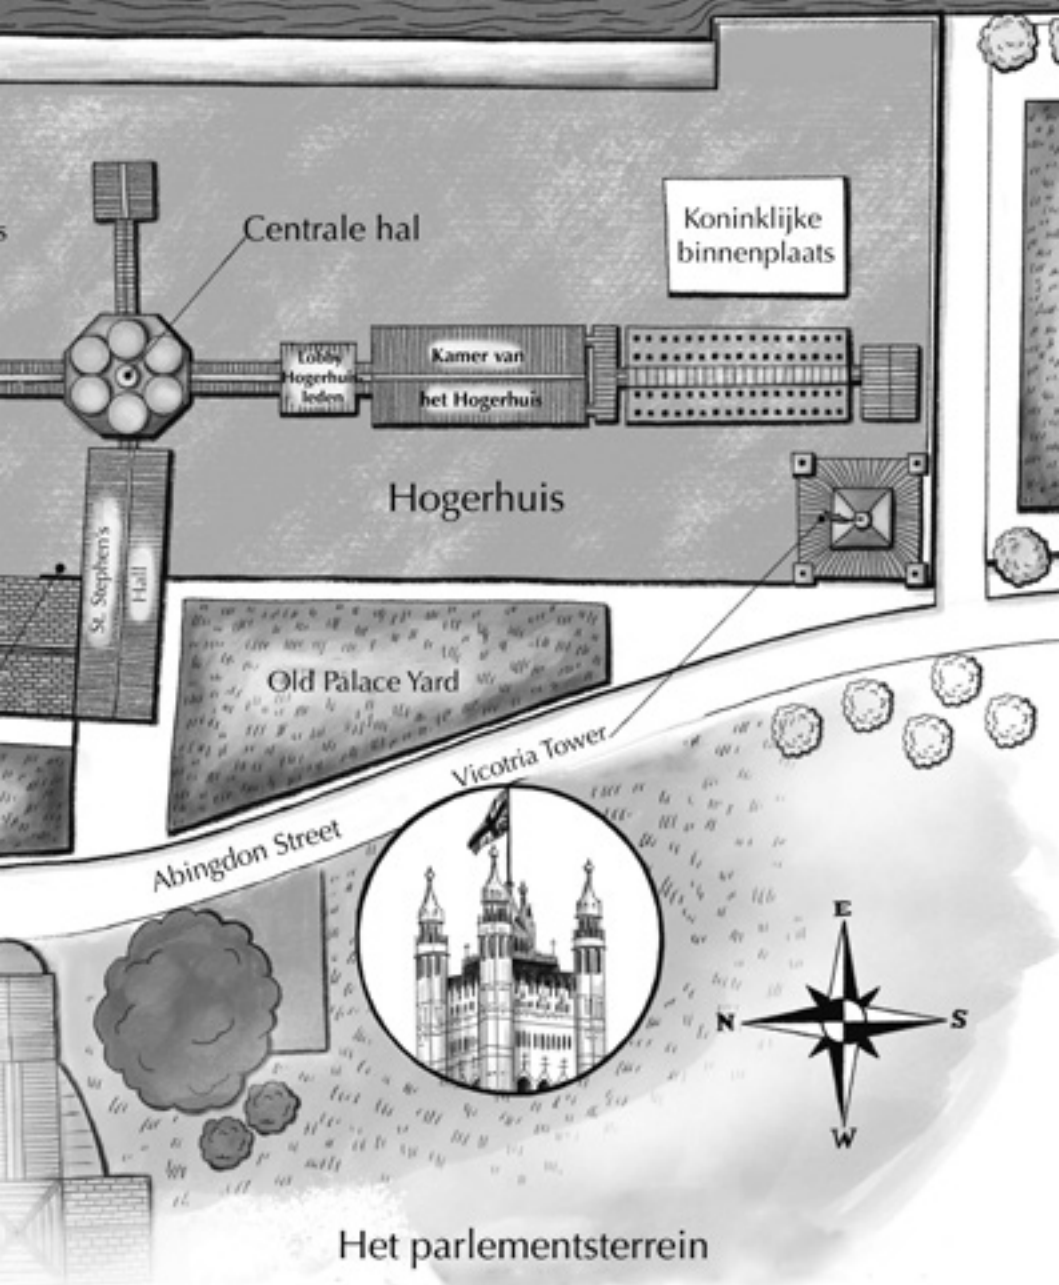 Centrale hal
Koninklijke
binnenplaats
s
Lobby
Hogerhuis
leden
Kamer van
het Hogerhuis
Hogerhuis
St. Stephen's
Hall
Old Palace Yard
Vicotria Tower
Abingdon Street
E
N
S
W
Het parlementsterrein